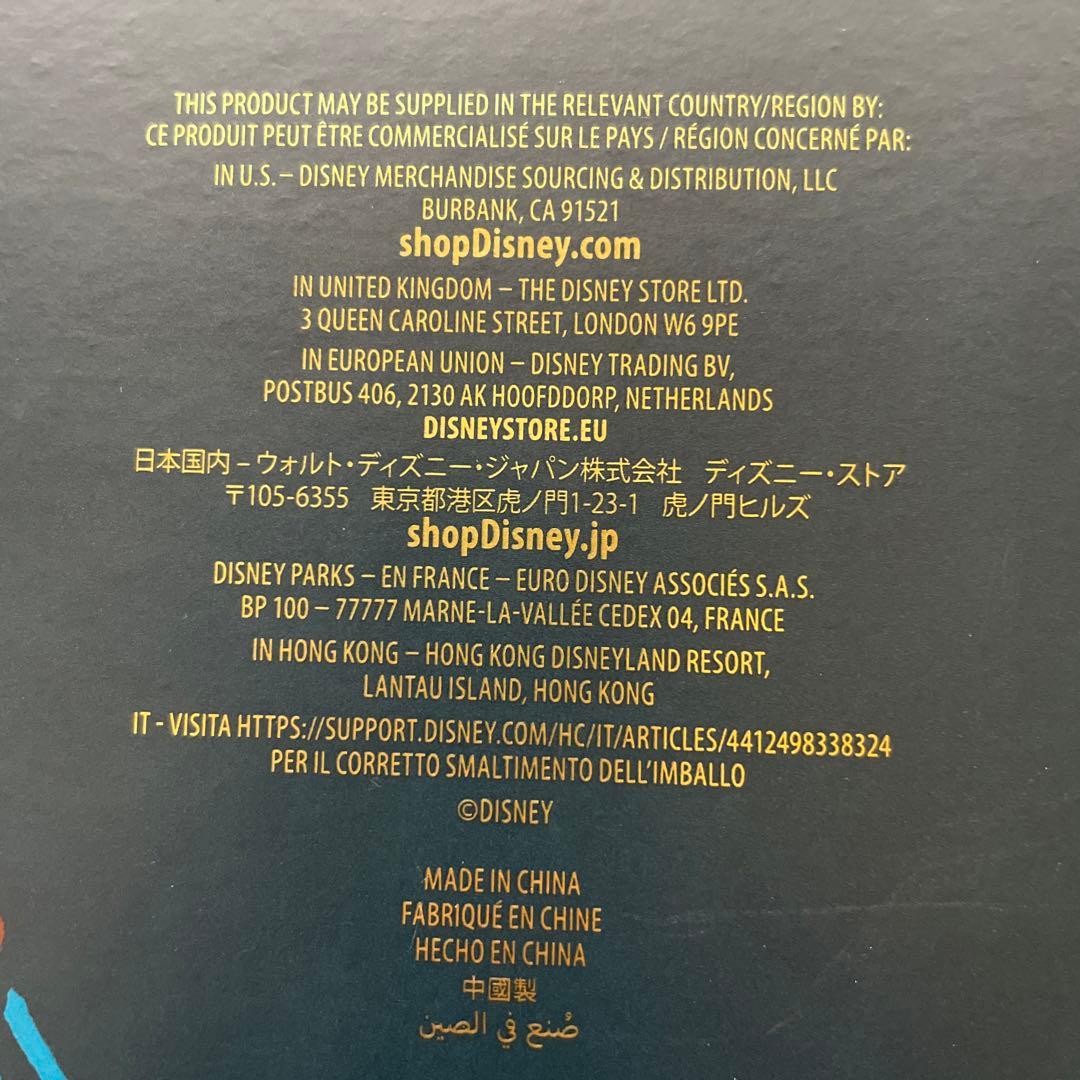 THIS PRODUCT MAY BE SUPPLIED IN THE RELEVANT COUNTRY/REGION BY:
CE PRODUIT PEUT ÊTRE COMMERCIALISÉ SUR LE PAYS / RÉGION CONCERNÉ PAR:
IN U.S. – DISNEY MERCHANDISE SOURCING & DISTRIBUTION, LLC
BURBANK, CA 91521
shopDisney.com
IN UNITED KINGDOM – THE DISNEY STORE LTD.
3 QUEEN CAROLINE STREET, LONDON W6 9PE
IN EUROPEAN UNION – DISNEY TRADING BV,
POSTBUS 406, 2130 AK HOOFDDORP, NETHERLANDS
DISNEYSTORE.EU
日本国内 – ウォルト・ディズニー・ジャパン株式会社　ディズニー・ストア
〒105-6355　東京都港区虎ノ門1-23-1　虎ノ門ヒルズ
shopDisney.jp
DISNEY PARKS – EN FRANCE – EURO DISNEY ASSOCIÉS S.A.S.
BP 100 – 77777 MARNE-LA-VALLÉE CEDEX 04, FRANCE
IN HONG KONG – HONG KONG DISNEYLAND RESORT,
LANTAU ISLAND, HONG KONG
IT - VISITA HTTPS://SUPPORT.DISNEY.COM/HC/IT/ARTICLES/4412498338324
PER IL CORRETTO SMALTIMENTO DELL'IMBALLO
©DISNEY
MADE IN CHINA
FABRIQUÉ EN CHINE
HECHO EN CHINA
中國製
صُنع في الصين